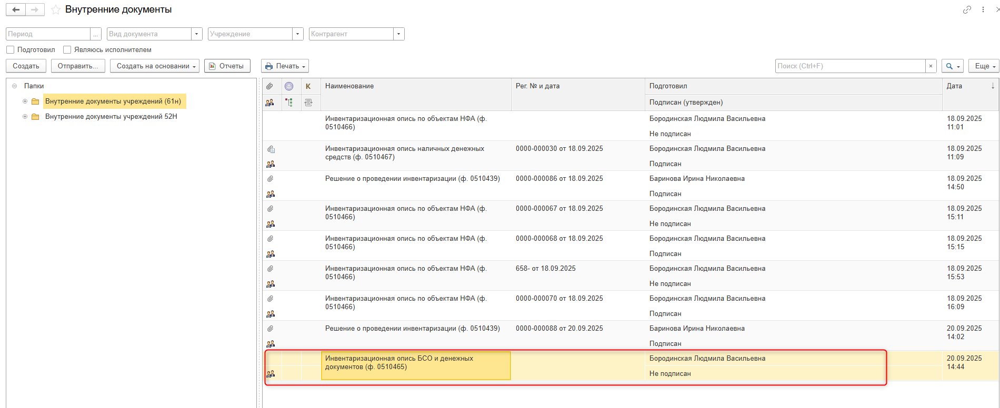 Внутренние документы
Период ... Вид документа Учреждение Контрагент
Подготовил Являюсь исполнителем
Создать Отправить... Создать на основании Отчеты Печать Поиск (Ctrl+F) × Еще
Папки
Внутренние документы учреждений (61н)
Внутренние документы учреждений 52Н
К Наименование Рег. № и дата Подготовил Дата ↓
Подписан (утвержден)
Инвентаризационная опись по объектам НФА (ф. Бородинская Людмила Васильевна 18.09.2025
0510466) 11:01
Не подписан
Инвентаризационная опись наличных денежных 0000-000030 от 18.09.2025 Бородинская Людмила Васильевна 18.09.2025
средств (ф. 0510467) 11:09
Подписан
Решение о проведении инвентаризации (ф. 0510439) 0000-000086 от 18.09.2025 Баринова Ирина Николаевна 18.09.2025
14:50
Подписан
Инвентаризационная опись по объектам НФА (ф. 0000-000067 от 18.09.2025 Бородинская Людмила Васильевна 18.09.2025
0510466) 15:11
Не подписан
Инвентаризационная опись по объектам НФА (ф. 0000-000068 от 18.09.2025 Бородинская Людмила Васильевна 18.09.2025
0510466) 15:15
Подписан
Инвентаризационная опись по объектам НФА (ф. 658- от 18.09.2025 Бородинская Людмила Васильевна 18.09.2025
0510466) 15:53
Не подписан
Инвентаризационная опись по объектам НФА (ф. 0000-000070 от 18.09.2025 Бородинская Людмила Васильевна 18.09.2025
0510466) 16:09
Подписан
Решение о проведении инвентаризации (ф. 0510439) 0000-000088 от 20.09.2025 Баринова Ирина Николаевна 20.09.2025
14:02
Подписан
Инвентаризационная опись БСО и денежных Бородинская Людмила Васильевна 20.09.2025
документов (ф. 0510465) 14:44
Не подписан